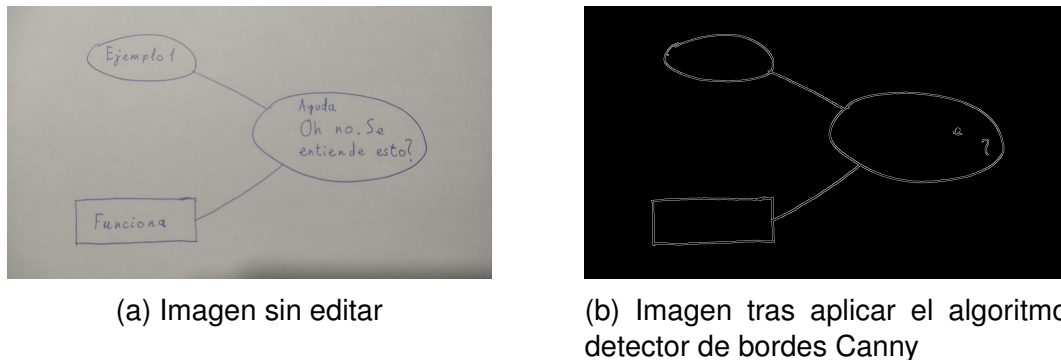 Ejemplo 1
Ayuda
Oh no. Se
entiende esto?
Funciona
e
?
(a) Imagen sin editar
(b) Imagen tras aplicar el algoritmo
detector de bordes Canny